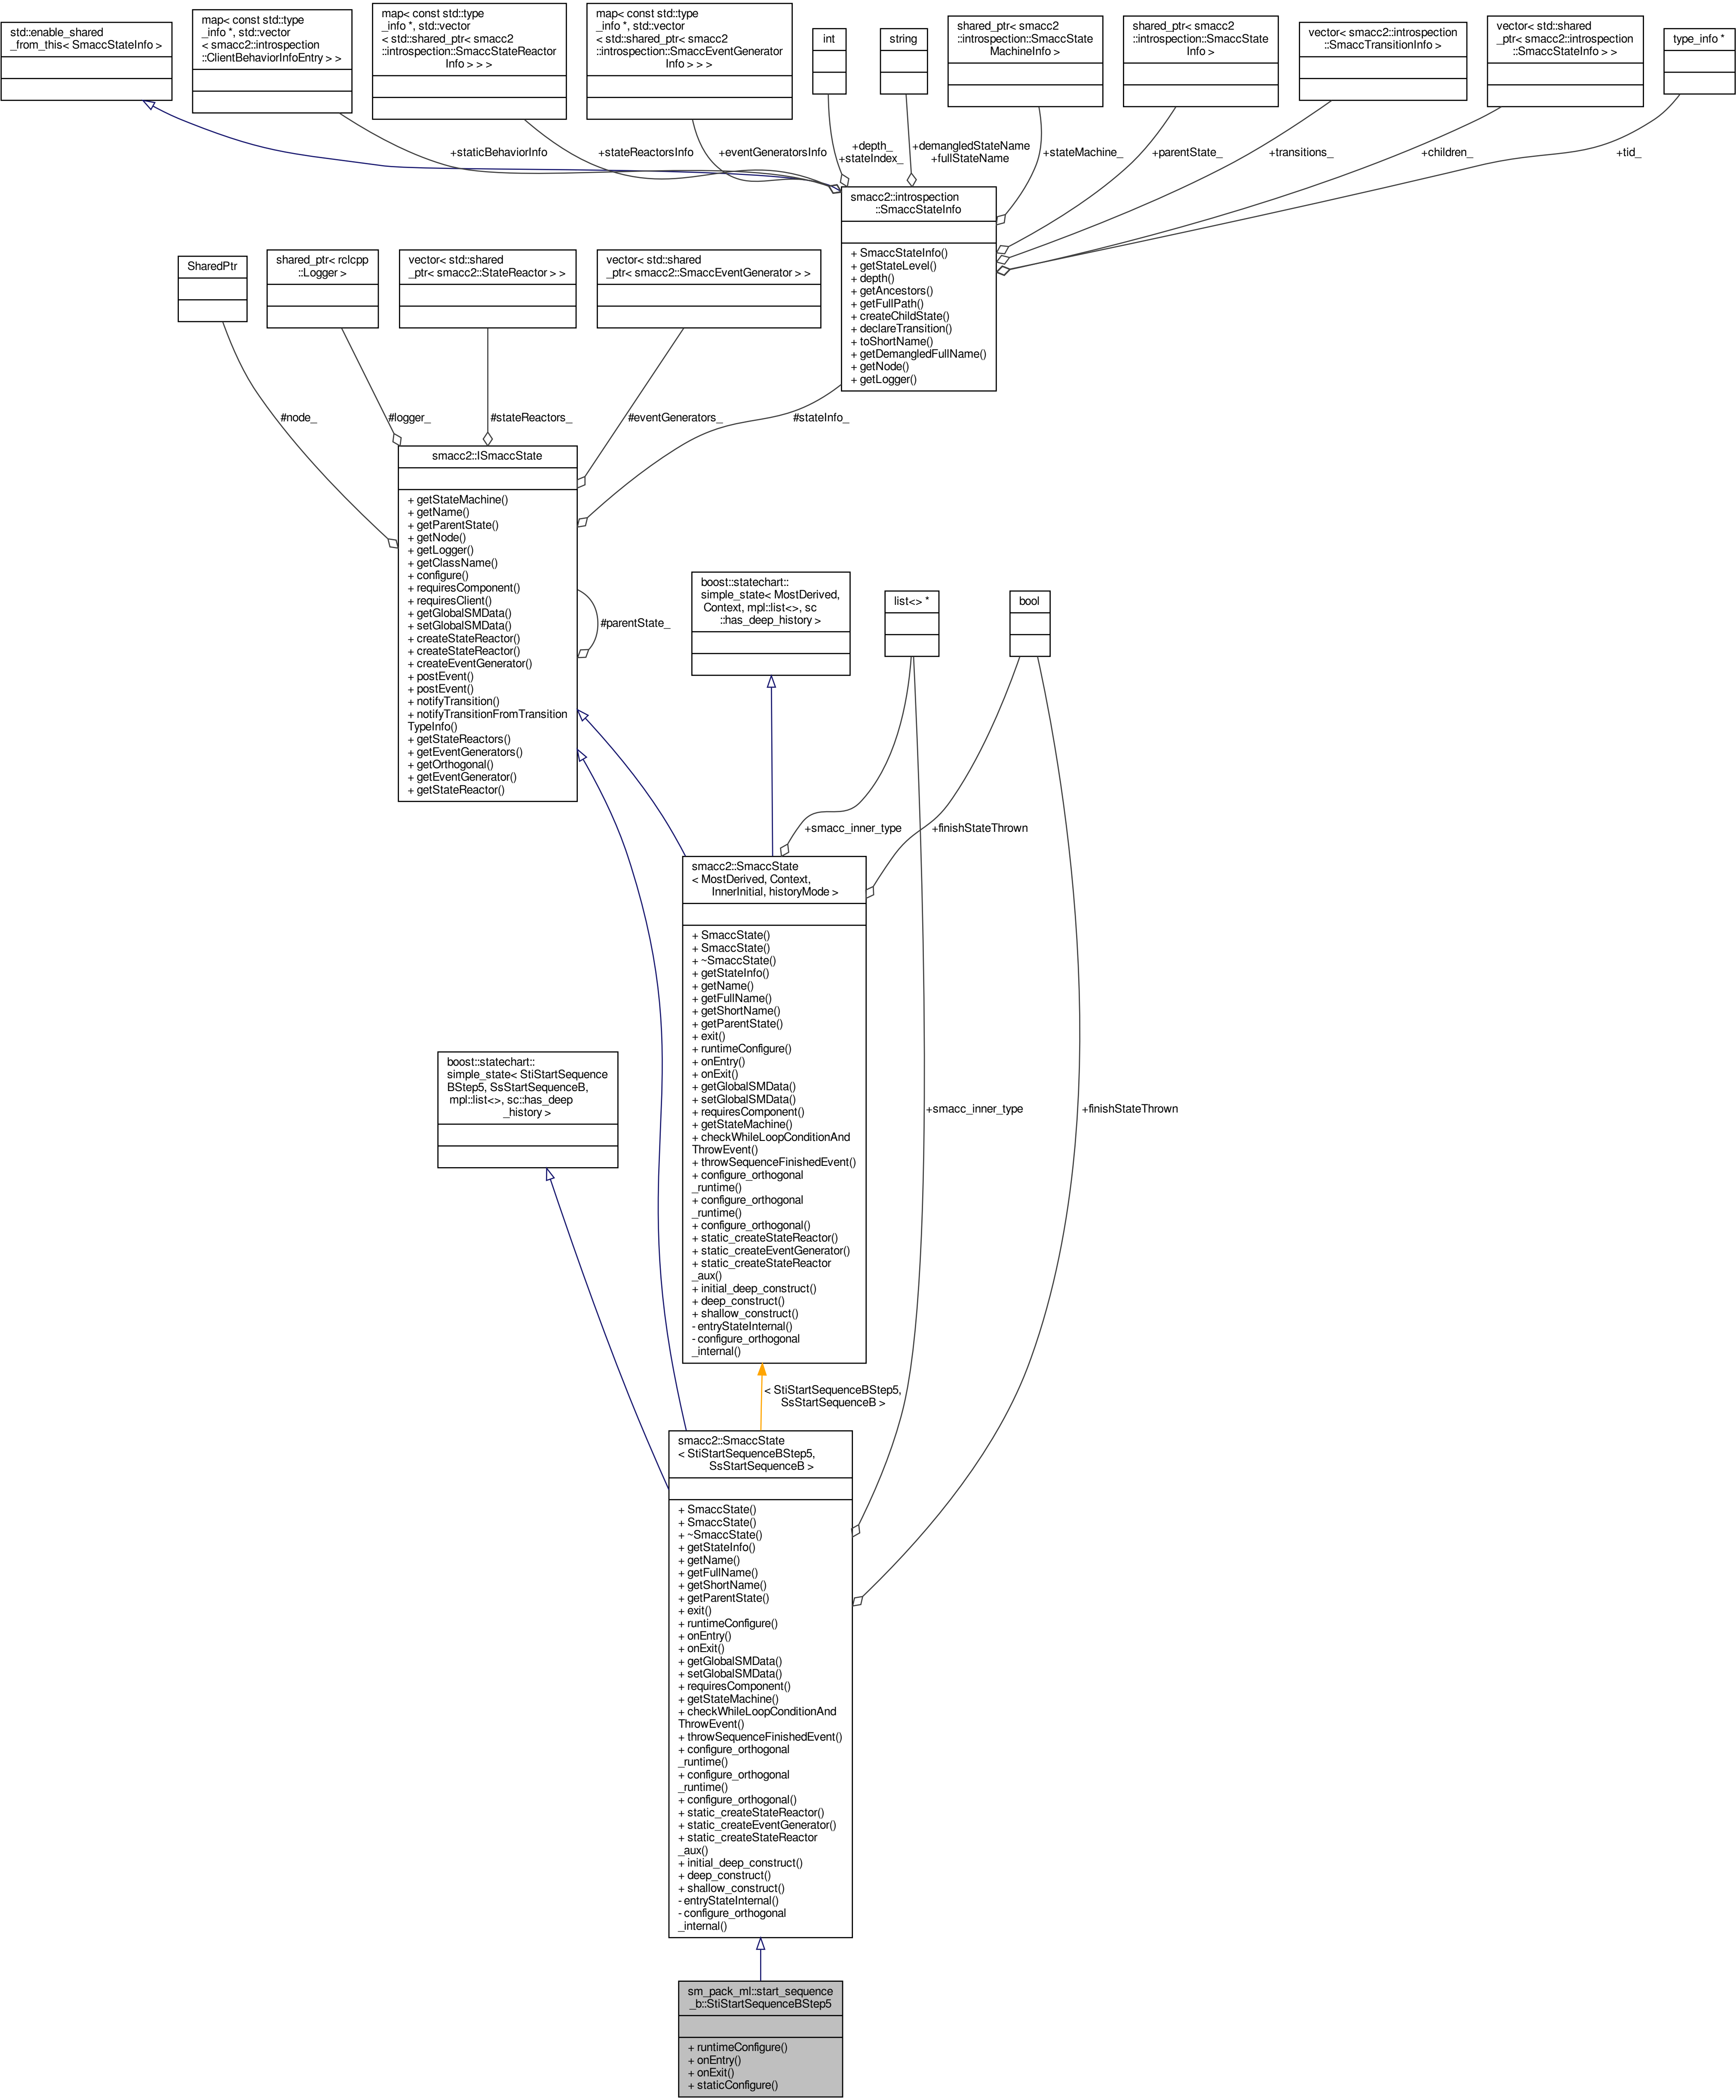 std::enable_shared
_from_this< SmaccStateInfo >
map< const std::type
_info *, std::vector
< smacc2::introspection
::ClientBehaviorInfoEntry > >
map< const std::type
_info *, std::vector
< std::shared_ptr< smacc2
::introspection::SmaccStateReactor
Info > > >
map< const std::type
_info *, std::vector
< std::shared_ptr< smacc2
::introspection::SmaccEventGenerator
Info > > >
int
string
shared_ptr< smacc2
::introspection::SmaccState
MachineInfo >
shared_ptr< smacc2
::introspection::SmaccState
Info >
vector< smacc2::introspection
::SmaccTransitionInfo >
vector< std::shared
_ptr< smacc2::introspection
::SmaccStateInfo > >
type_info *
+staticBehaviorInfo
+stateReactorsInfo
+eventGeneratorsInfo
+depth_
+stateIndex_
+demangledStateName
+fullStateName
+stateMachine_
+parentState_
+transitions_
+children_
+tid_
smacc2::introspection
::SmaccStateInfo
+ SmaccStateInfo()
+ getStateLevel()
+ depth()
+ getAncestors()
+ getFullPath()
+ createChildState()
+ declareTransition()
+ toShortName()
+ getDemangledFullName()
+ getNode()
+ getLogger()
SharedPtr
shared_ptr< rclcpp
::Logger >
vector< std::shared
_ptr< smacc2::StateReactor > >
vector< std::shared
_ptr< smacc2::SmaccEventGenerator > >
#node_
#logger_
#stateReactors_
#eventGenerators_
#stateInfo_
smacc2::ISmaccState
+ getStateMachine()
+ getName()
+ getParentState()
+ getNode()
+ getLogger()
+ getClassName()
+ configure()
+ requiresComponent()
+ requiresClient()
+ getGlobalSMData()
+ setGlobalSMData()
+ createStateReactor()
+ createStateReactor()
+ createEventGenerator()
+ postEvent()
+ postEvent()
+ notifyTransition()
+ notifyTransitionFromTransition
TypeInfo()
+ getStateReactors()
+ getEventGenerators()
+ getOrthogonal()
+ getEventGenerator()
+ getStateReactor()
#parentState_
boost::statechart::
simple_state< MostDerived,
Context, mpl::list<>, sc
::has_deep_history >
list<> *
bool
+smacc_inner_type
+finishStateThrown
smacc2::SmaccState
< MostDerived, Context,
InnerInitial, historyMode >
+ SmaccState()
+ SmaccState()
+ ~SmaccState()
+ getStateInfo()
+ getName()
+ getFullName()
+ getShortName()
+ getParentState()
+ exit()
+ runtimeConfigure()
+ onEntry()
+ onExit()
+ getGlobalSMData()
+ setGlobalSMData()
+ requiresComponent()
+ getStateMachine()
+ checkWhileLoopConditionAnd
ThrowEvent()
+ throwSequenceFinishedEvent()
+ configure_orthogonal
_runtime()
+ configure_orthogonal
_runtime()
+ configure_orthogonal()
+ static_createStateReactor()
+ static_createEventGenerator()
+ static_createStateReactor
_aux()
+ initial_deep_construct()
+ deep_construct()
+ shallow_construct()
- entryStateInternal()
- configure_orthogonal
_internal()
boost::statechart::
simple_state< StiStartSequence
BStep5, SsStartSequenceB,
mpl::list<>, sc::has_deep
_history >
+smacc_inner_type
+finishStateThrown
< StiStartSequenceBStep5,
SsStartSequenceB >
smacc2::SmaccState
< StiStartSequenceBStep5,
SsStartSequenceB >
+ SmaccState()
+ SmaccState()
+ ~SmaccState()
+ getStateInfo()
+ getName()
+ getFullName()
+ getShortName()
+ getParentState()
+ exit()
+ runtimeConfigure()
+ onEntry()
+ onExit()
+ getGlobalSMData()
+ setGlobalSMData()
+ requiresComponent()
+ getStateMachine()
+ checkWhileLoopConditionAnd
ThrowEvent()
+ throwSequenceFinishedEvent()
+ configure_orthogonal
_runtime()
+ configure_orthogonal
_runtime()
+ configure_orthogonal()
+ static_createStateReactor()
+ static_createEventGenerator()
+ static_createStateReactor
_aux()
+ initial_deep_construct()
+ deep_construct()
+ shallow_construct()
- entryStateInternal()
- configure_orthogonal
_internal()
sm_pack_ml::start_sequence
_b::StiStartSequenceBStep5
+ runtimeConfigure()
+ onEntry()
+ onExit()
+ staticConfigure()